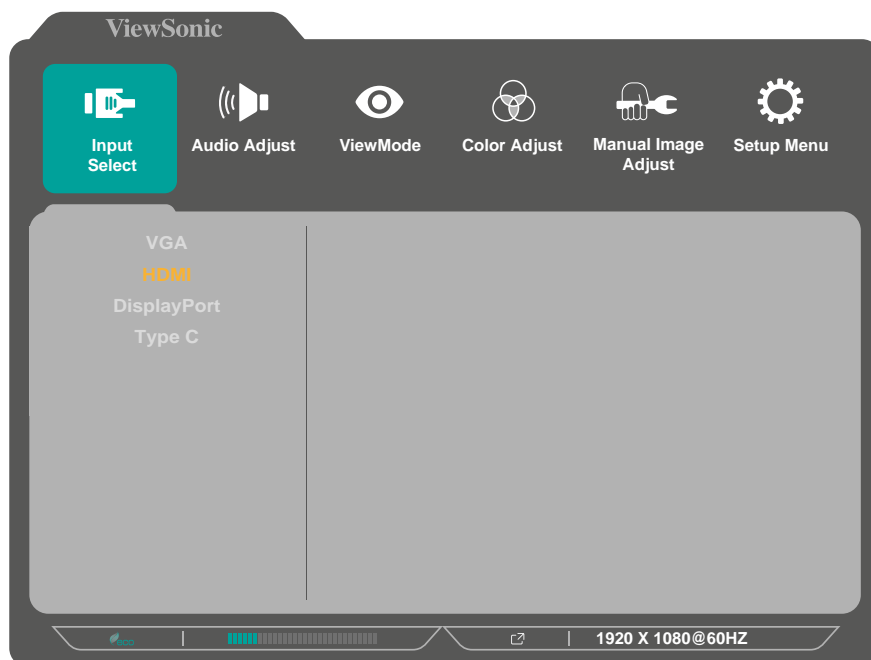 ViewSonic
Input
Select
Audio Adjust
ViewMode
Color Adjust
Manual Image
Adjust
Setup Menu
VGA
HDMI
DisplayPort
Type C
eco
1920 X 1080@60HZ